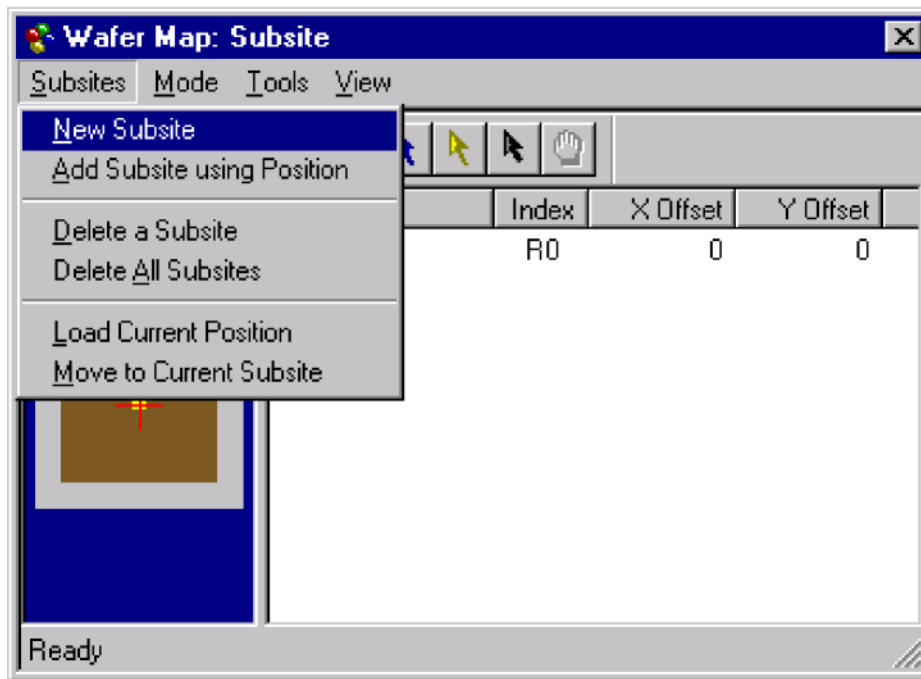 Wafer Map: Subsite
Subsites Mode Tools View
New Subsite
Add Subsite using Position
Delete a Subsite
Delete All Subsites
Load Current Position
Move to Current Subsite
Index X Offset Y Offset
R0 0 0
Ready